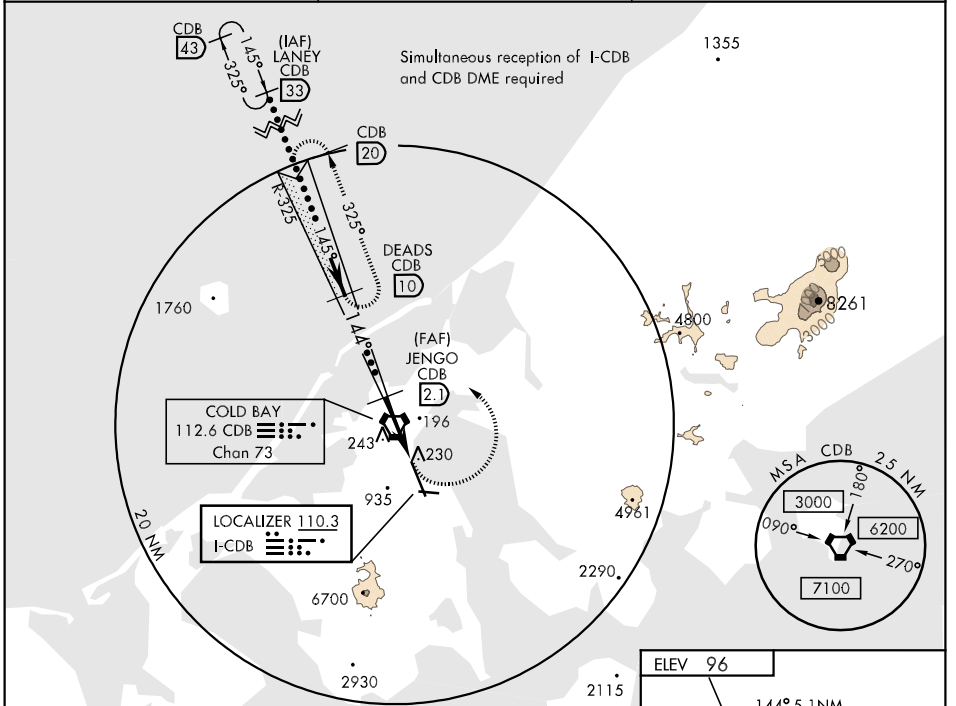 CDB
43
145°
325°
(IAF)
LANEY
CDB
33
Simultaneous reception of I-CDB
and CDB DME required
1355
CDB
20
R-325
145°
325°
DEADS
CDB
10
1760
144°
(FAF)
JENGO
CDB
2.1
4800
8261
3000
COLD BAY
112.6 CDB
Chan 73
196
243
230
935
LOCALIZER 110.3
I-CDB
20 NM
4961
6700
2290
2930
2115
MSA CDB 25 NM
180°
3000
090°
6200
270°
7100
ELEV 96
144° 5.1NM